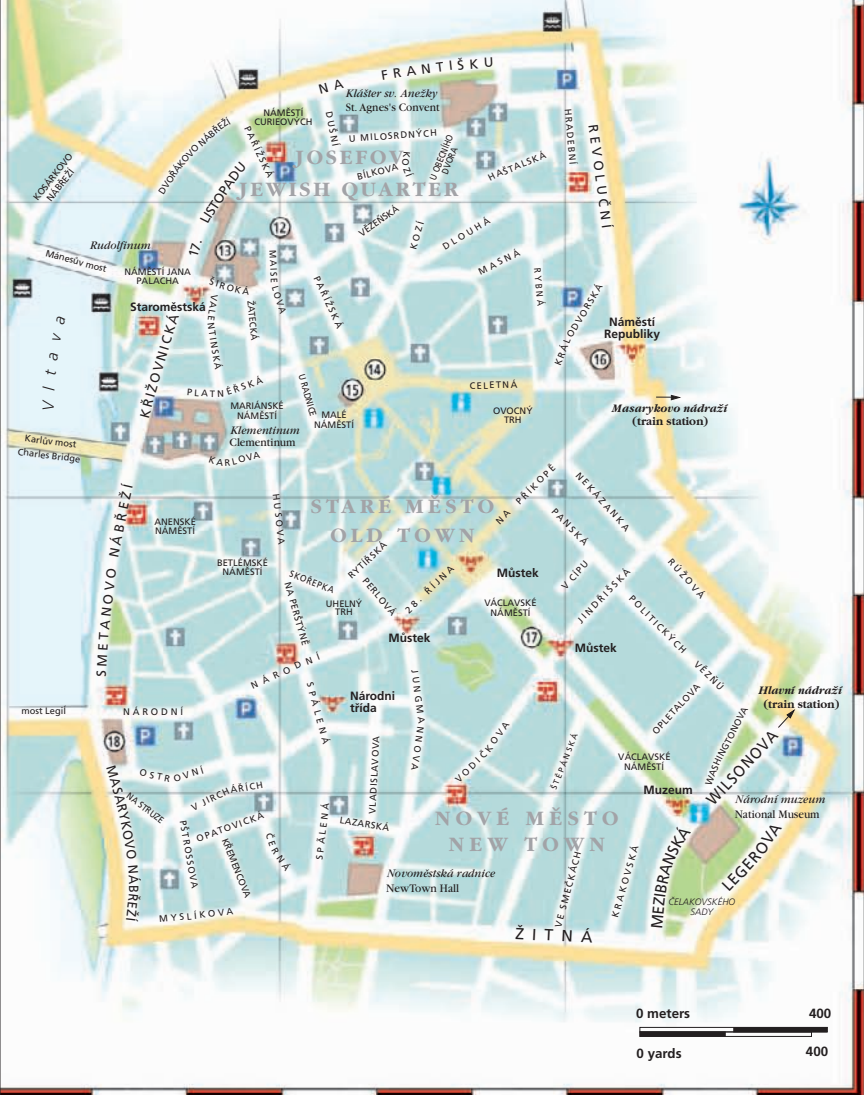 NA FRANTIŠKU
Klášter sv. Anežky
St. Agnes's Convent
NÁMĚSTÍ
CURIEOVÝCH
DUŠNÍ
U MILOSRDNÝCH
HRADEBNÍ
REVOLUČNÍ
DVOŘÁKOVO NÁBŘEŽÍ
PAŘÍŽSKÁ
JOSEFOV
JEWISH QUARTER
BÍLKOVA
KOZÍ
U OBECNÍHO
DVORA
HAŠTALSKÁ
KOSÁRKOVO
NÁBŘEŽÍ
17. LISTOPADU
12
VĚZEŇSKÁ
KOZÍ
DLOUHÁ
Rudolfinum
13
Mánesův most
NÁMĚSTÍ JANA
PALACHA
MAISELOVA
MASNÁ
RYBNÁ
ŠIROKÁ
PAŘÍŽSKÁ
Staroměstská
VALENTINSKÁ
ŽATECKÁ
KRÁLODVORSKÁ
Náměstí
Republiky
Vltava
KŘIŽOVNICKÁ
16
14
15
PLATNÉŘSKÁ
U RADNICE
CELETNÁ
Masarykovo nádraží
(train station)
MARIÁNSKÉ
NÁMĚSTÍ
MALÉ
NÁMĚSTÍ
OVOCNÝ
TRH
Klementinum
Clementinum
Karlův most
Charles Bridge
KARLOVA
SMETANOVO NÁBŘEŽÍ
HUSOVA
STARÉ MĚSTO
OLD TOWN
NA PŘÍKOPĚ
NEKÁZANKA
PANSKÁ
ANENSKÉ
NÁMĚSTÍ
BETLÉMSKÉ
NÁMĚSTÍ
SKOŘEPKA
RYTÍŘSKÁ
PERLOVÁ
28. ŘÍJNA
Můstek
V CIPU
JINDŘIŠSKÁ
RŮŽOVÁ
POLITICKÝCH VĚZŇŮ
NA PERŠTÝNĚ
UHELNÝ
TRH
VÁCLAVSKÉ
NÁMĚSTÍ
Můstek
17
Můstek
NÁRODNÍ
SPÁLENÁ
JUNGMANNOVA
Národni
třída
Hlavní nádraží
(train station)
most Legií
NÁRODNÍ
18
OPLETALOVA
WASHINGTONOVA
WILSONOVA
VODIČKOVA
ŠTĚPÁNSKÁ
VLADISLAVOVA
VÁCLAVSKÉ
NÁMĚSTÍ
OSTROVNÍ
MASARYKOVO NÁBŘEŽÍ
NA STRUZE
V JIRCHÁŘÍCH
Muzeum
Národní muzeum
National Museum
PŠTROSSOVA
OPATOVICKÁ
KŘEMENCOVA
ČERNÁ
SPÁLENÁ
LAZARSKÁ
NOVÉ MĚSTO
NEW TOWN
MEZIBRANSKÁ
LEGEROVA
Novoměstská radnice
NewTown Hall
VE SMEČKÁCH
KRAKOVSKÁ
ČELAKOVSKÉHO
SADY
MYSLÍKOVA
ŽITNÁ
0 meters 400
0 yards 400